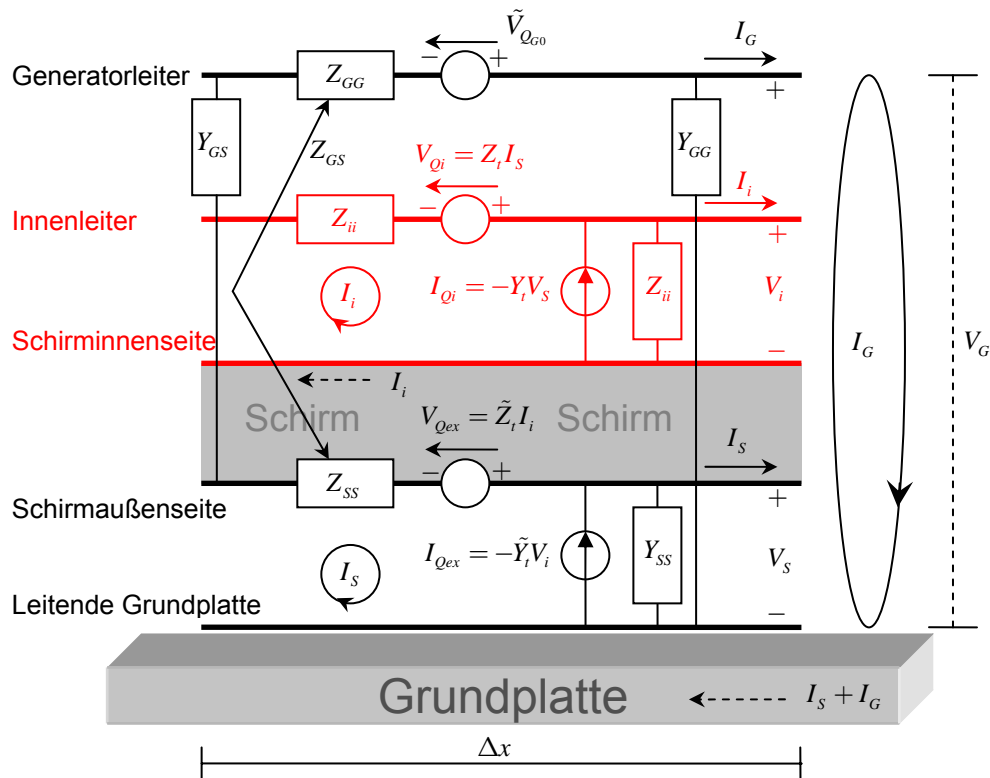 Ṽ_{Q_{G0}} I_G
Generatorleiter Z_{GG} − + +
Y_{GS} Z_{GS} Y_{GG}
V_{Qi} = Z_t I_S I_i
Innenleiter Z_{ii} − + +
I_i I_{Qi} = −Y_t V_S Z_{ii} V_i
Schirminnenseite −
I_G V_G
I_i
Schirm V_{Qex} = Z̃_t I_i Schirm
I_S
Z_{SS} − +
Schirmaußenseite +
I_S I_{Qex} = −Ỹ_t V_i Y_{SS} V_S
Leitende Grundplatte −
Grundplatte I_S + I_G
Δx